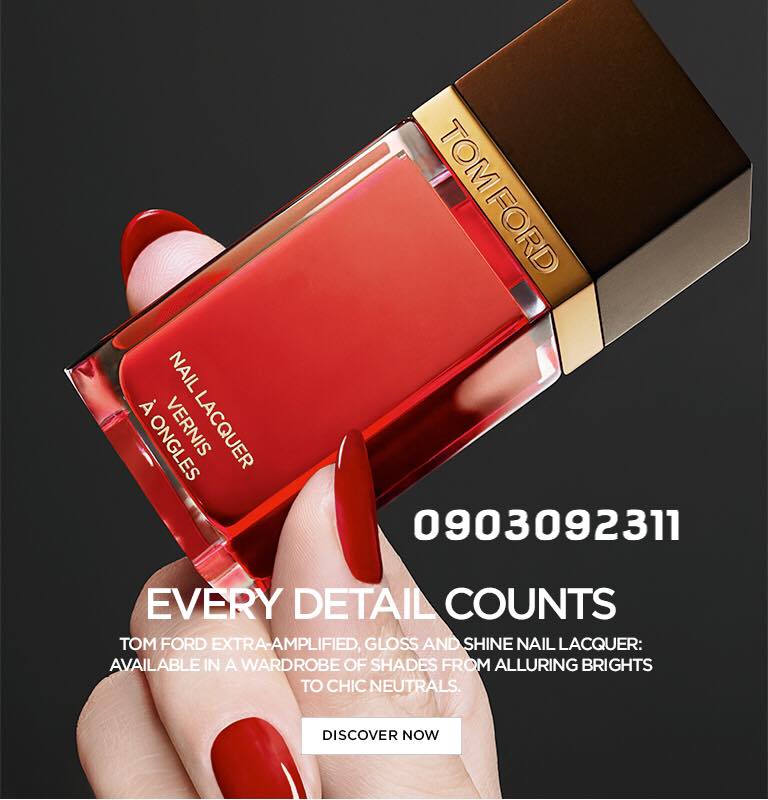 TOM FORD
NAIL LACQUER
VERNIS
À ONGLES
0903092311
EVERY DETAIL COUNTS
TOM FORD EXTRA-AMPLIFIED, GLOSS AND SHINE NAIL LACQUER:
AVAILABLE IN A WARDROBE OF SHADES FROM ALLURING BRIGHTS
TO CHIC NEUTRALS.
DISCOVER NOW